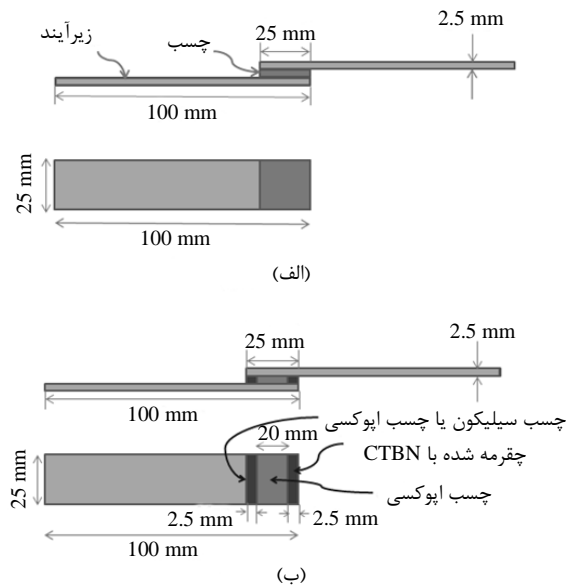 25 mm
2.5 mm
زیرآیند
چسب
100 mm
25 mm
100 mm
(الف)
25 mm
2.5 mm
100 mm
چسب سیلیکون یا چسب اپوکسی
20 mm
چقرمه شده با CTBN
25 mm
چسب اپوکسی
2.5 mm
2.5 mm
100 mm
(ب)